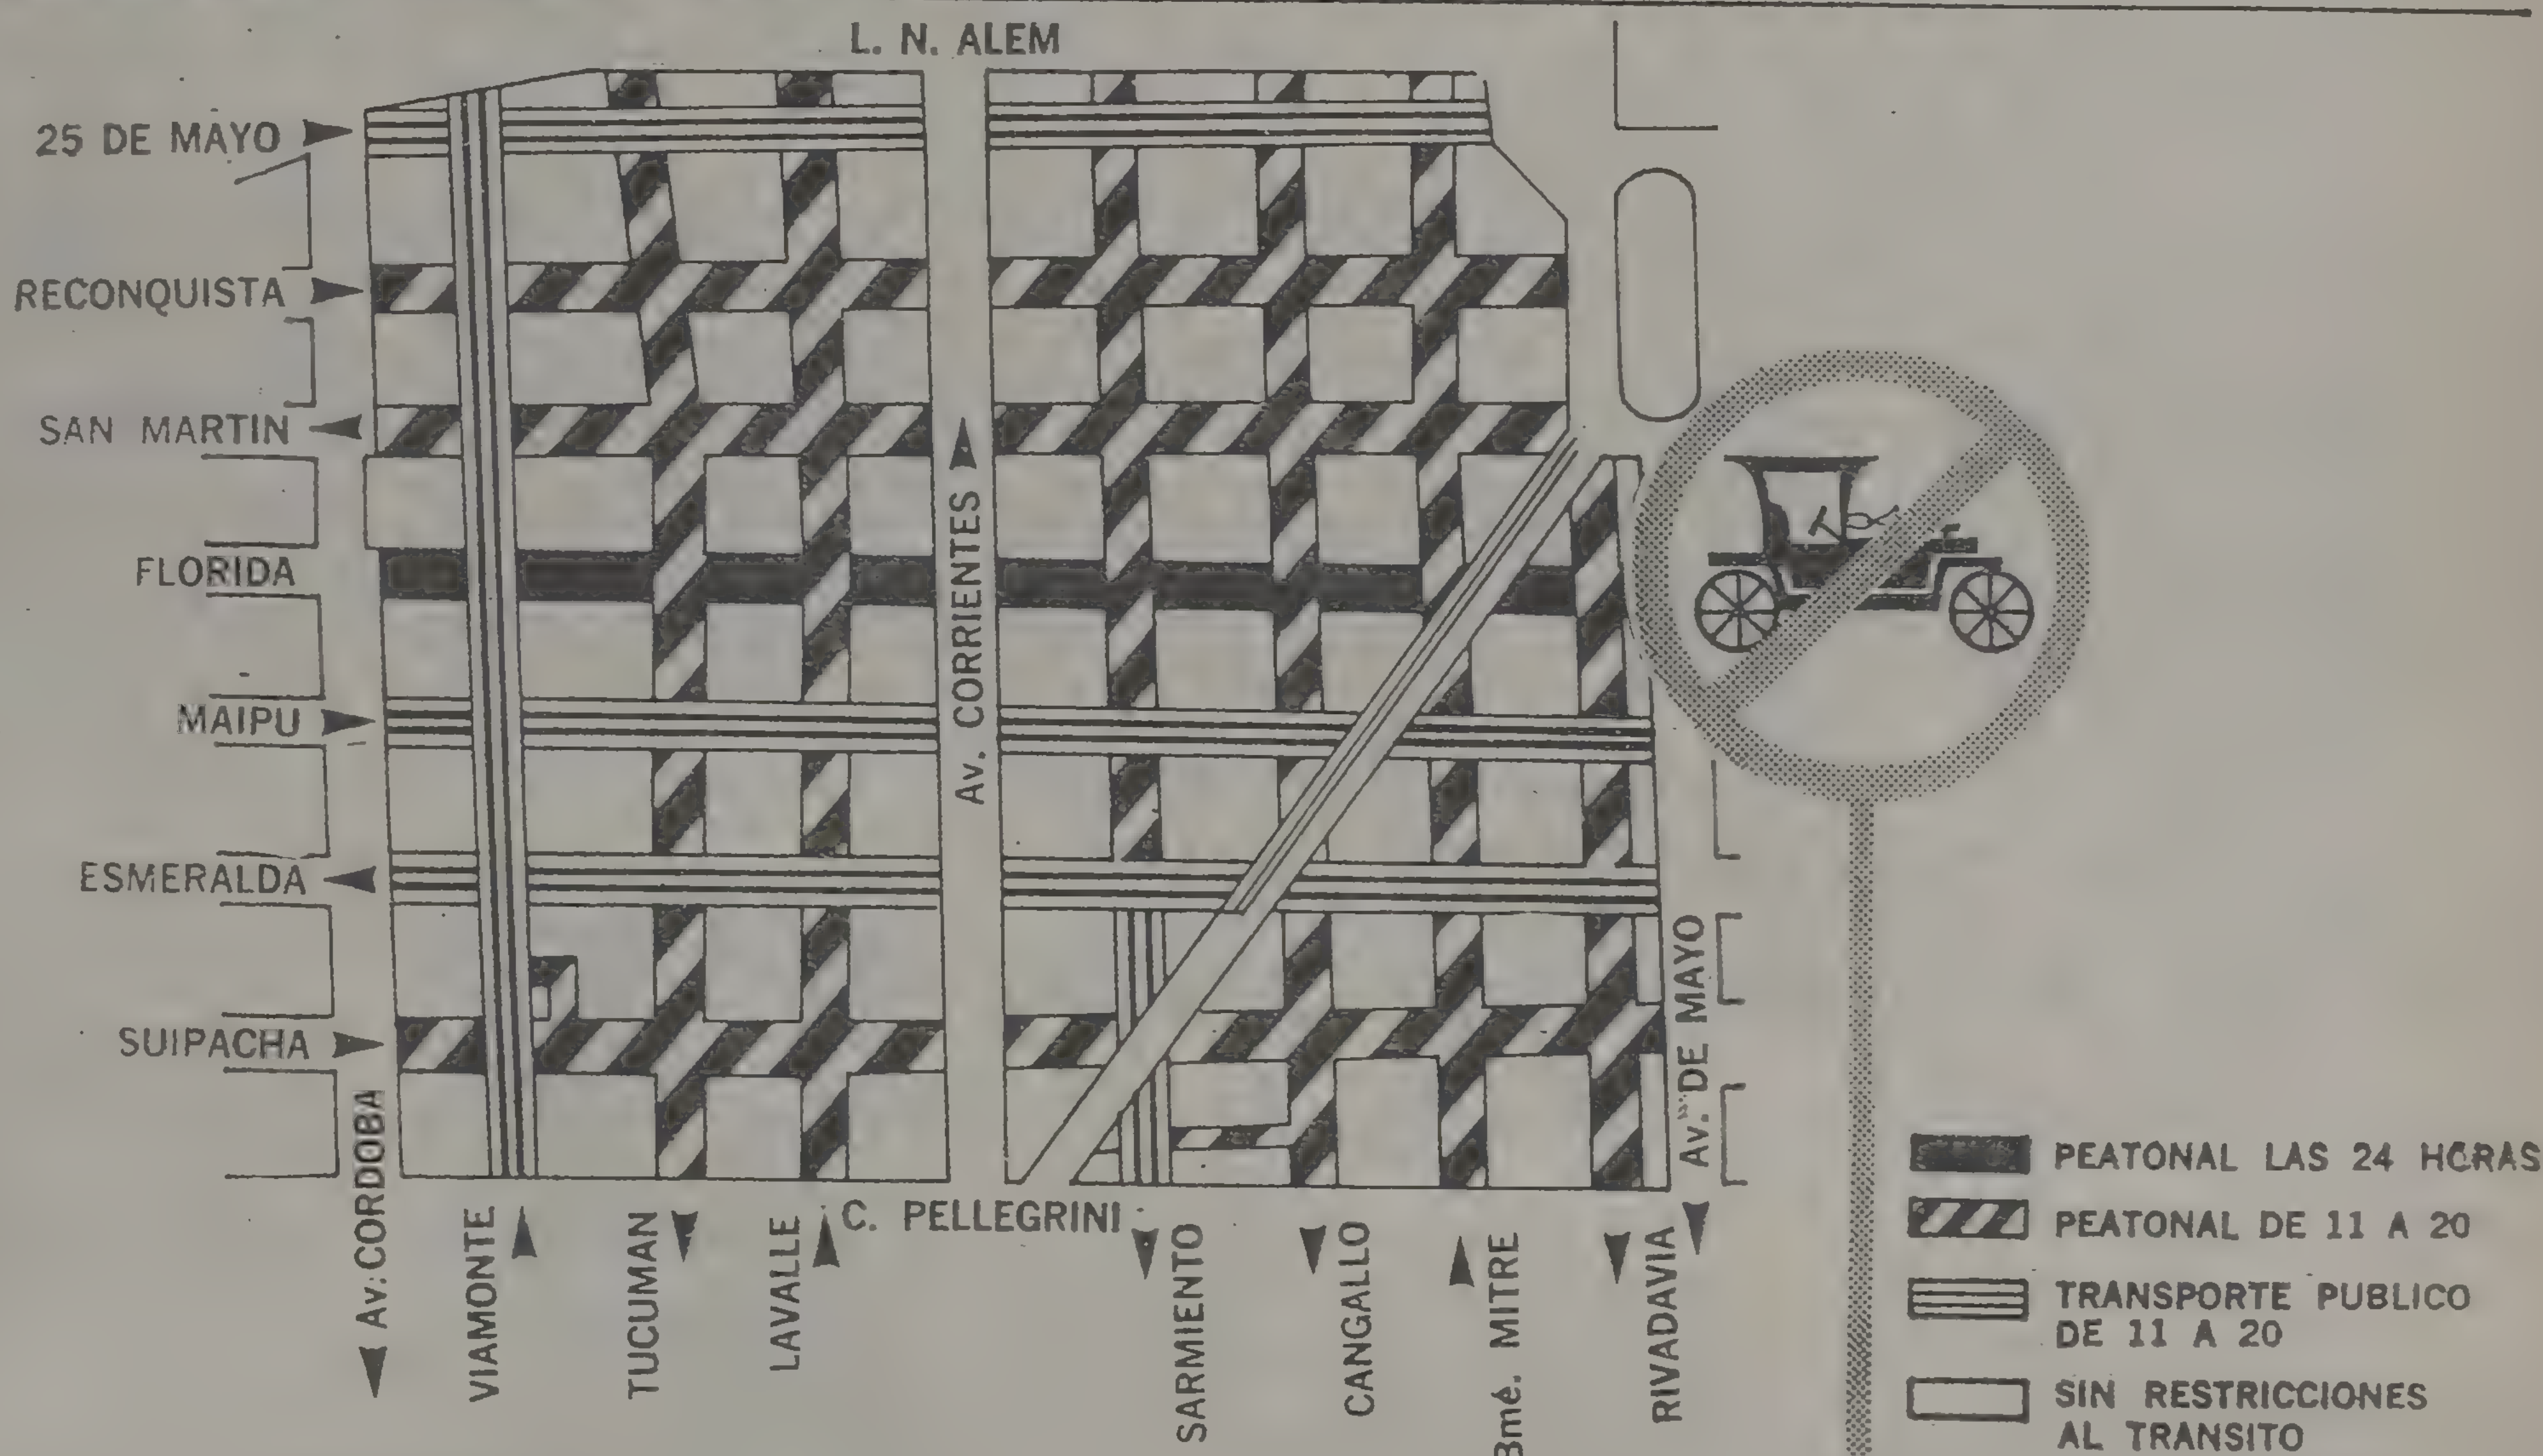 L. N. ALEM
25 DE MAYO
RECONQUISTA
SAN MARTIN
FLORIDA
MAIPU
ESMERALDA
SUIPACHA
Av. CORRIENTES
Av. DE MAYO
Av. CORDOBA
VIAMONTE
TUCUMAN
LAVALLE
C. PELLEGRINI
SARMIENTO
CANGALLO
Bmé. MITRE
RIVADAVIA
PEATONAL LAS 24 HORAS
PEATONAL DE 11 A 20
TRANSPORTE PUBLICO
DE 11 A 20
SIN RESTRICCIONES
AL TRANSITO